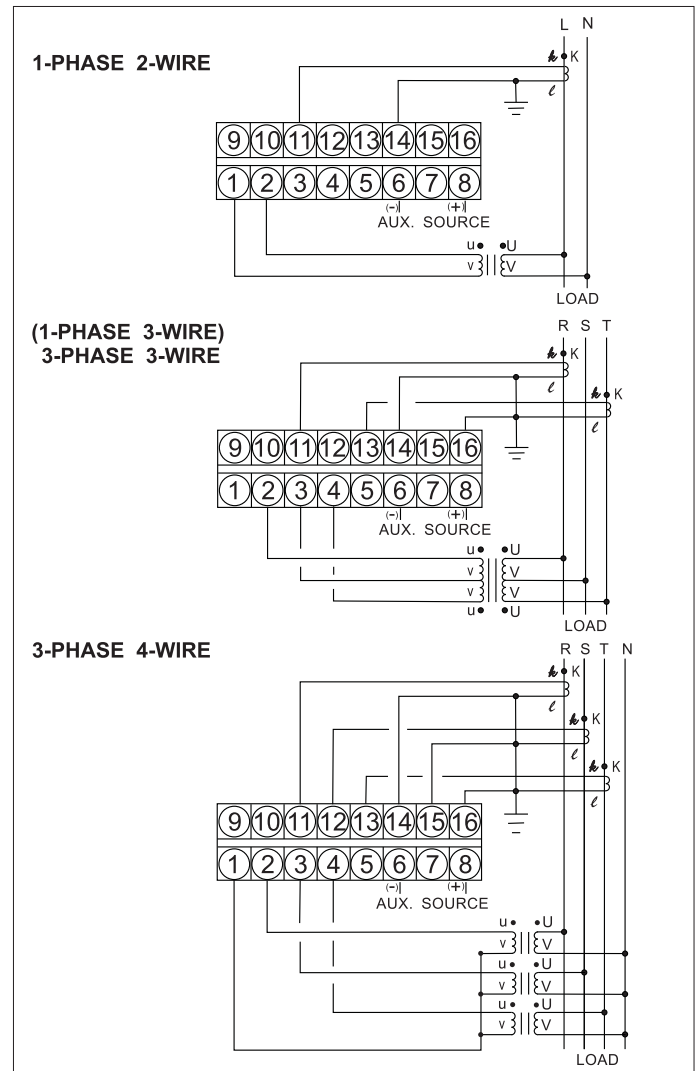 L N
1-PHASE 2-WIRE
k K
ℓ
9 10 11 12 13 14 15 16
1 2 3 4 5 6 7 8
(-) (+)
AUX. SOURCE
u U
v V
LOAD
(1-PHASE 3-WIRE)
3-PHASE 3-WIRE
R S T
k K
ℓ
k K
ℓ
9 10 11 12 13 14 15 16
1 2 3 4 5 6 7 8
(-) (+)
AUX. SOURCE
u U
v V
v V
u U
LOAD
3-PHASE 4-WIRE
R S T N
k K
ℓ
k K
ℓ
k K
ℓ
9 10 11 12 13 14 15 16
1 2 3 4 5 6 7 8
(-) (+)
AUX. SOURCE
u U
v V
u U
v V
u U
v V
LOAD